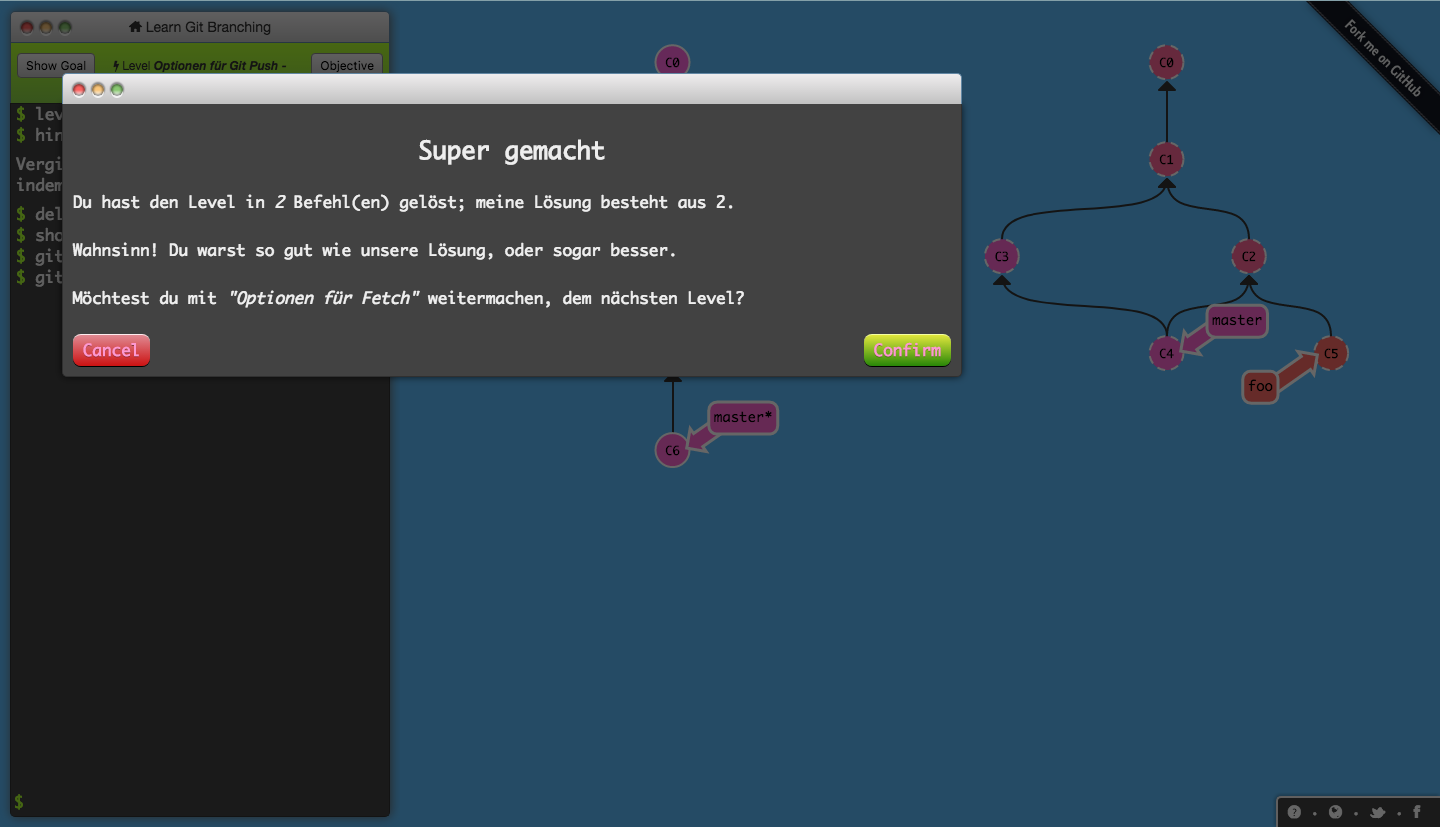 Learn Git Branching
Show Goal
Level Optionen für Git Push -
Objective
$ lev
$ hin
Vergi
indem
$ del
$ sho
$ git
$ git
$
Super gemacht
Du hast den Level in 2 Befehl(en) gelöst; meine Lösung besteht aus 2.
Wahnsinn! Du warst so gut wie unsere Lösung, oder sogar besser.
Möchtest du mit "Optionen für Fetch" weitermachen, dem nächsten Level?
Cancel
Confirm
C0
master*
C6
C0
C1
C3
C2
master
C4
C5
foo
Fork me on GitHub